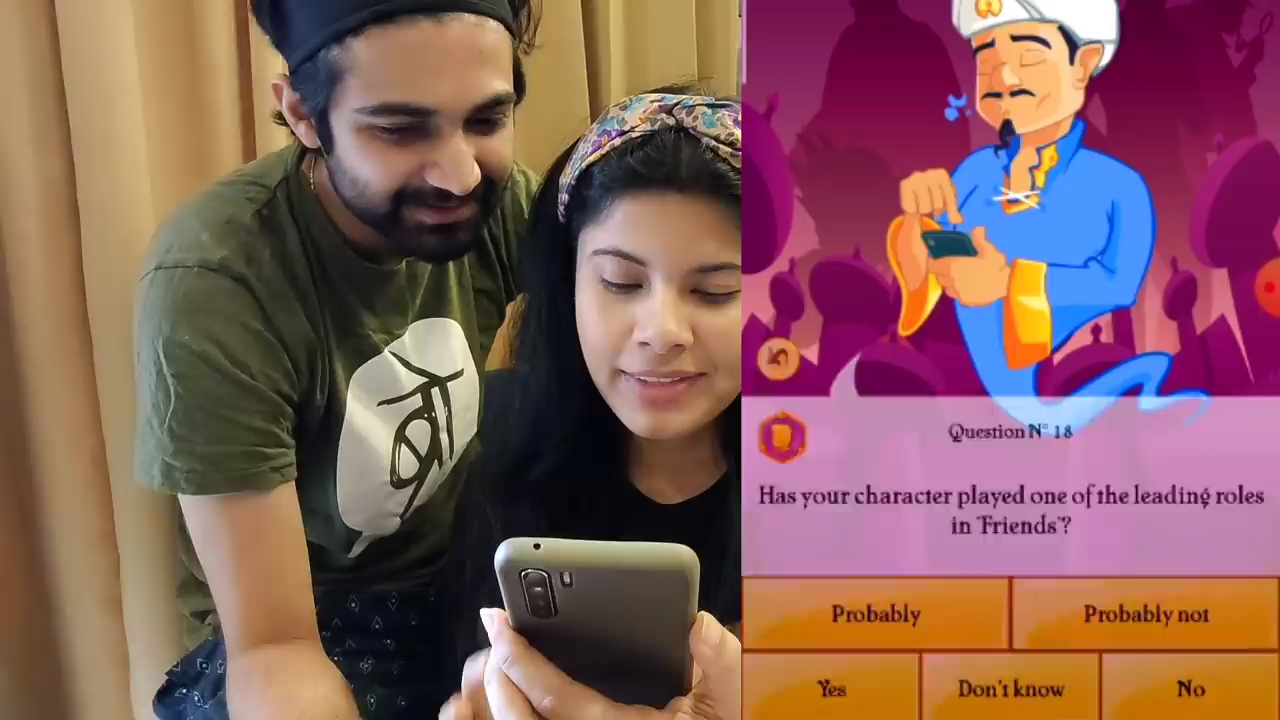 तो
Question N° 18
Has your character played one of the leading roles
in 'Friends'?
Probably
Probably not
Yes
Don't know
No